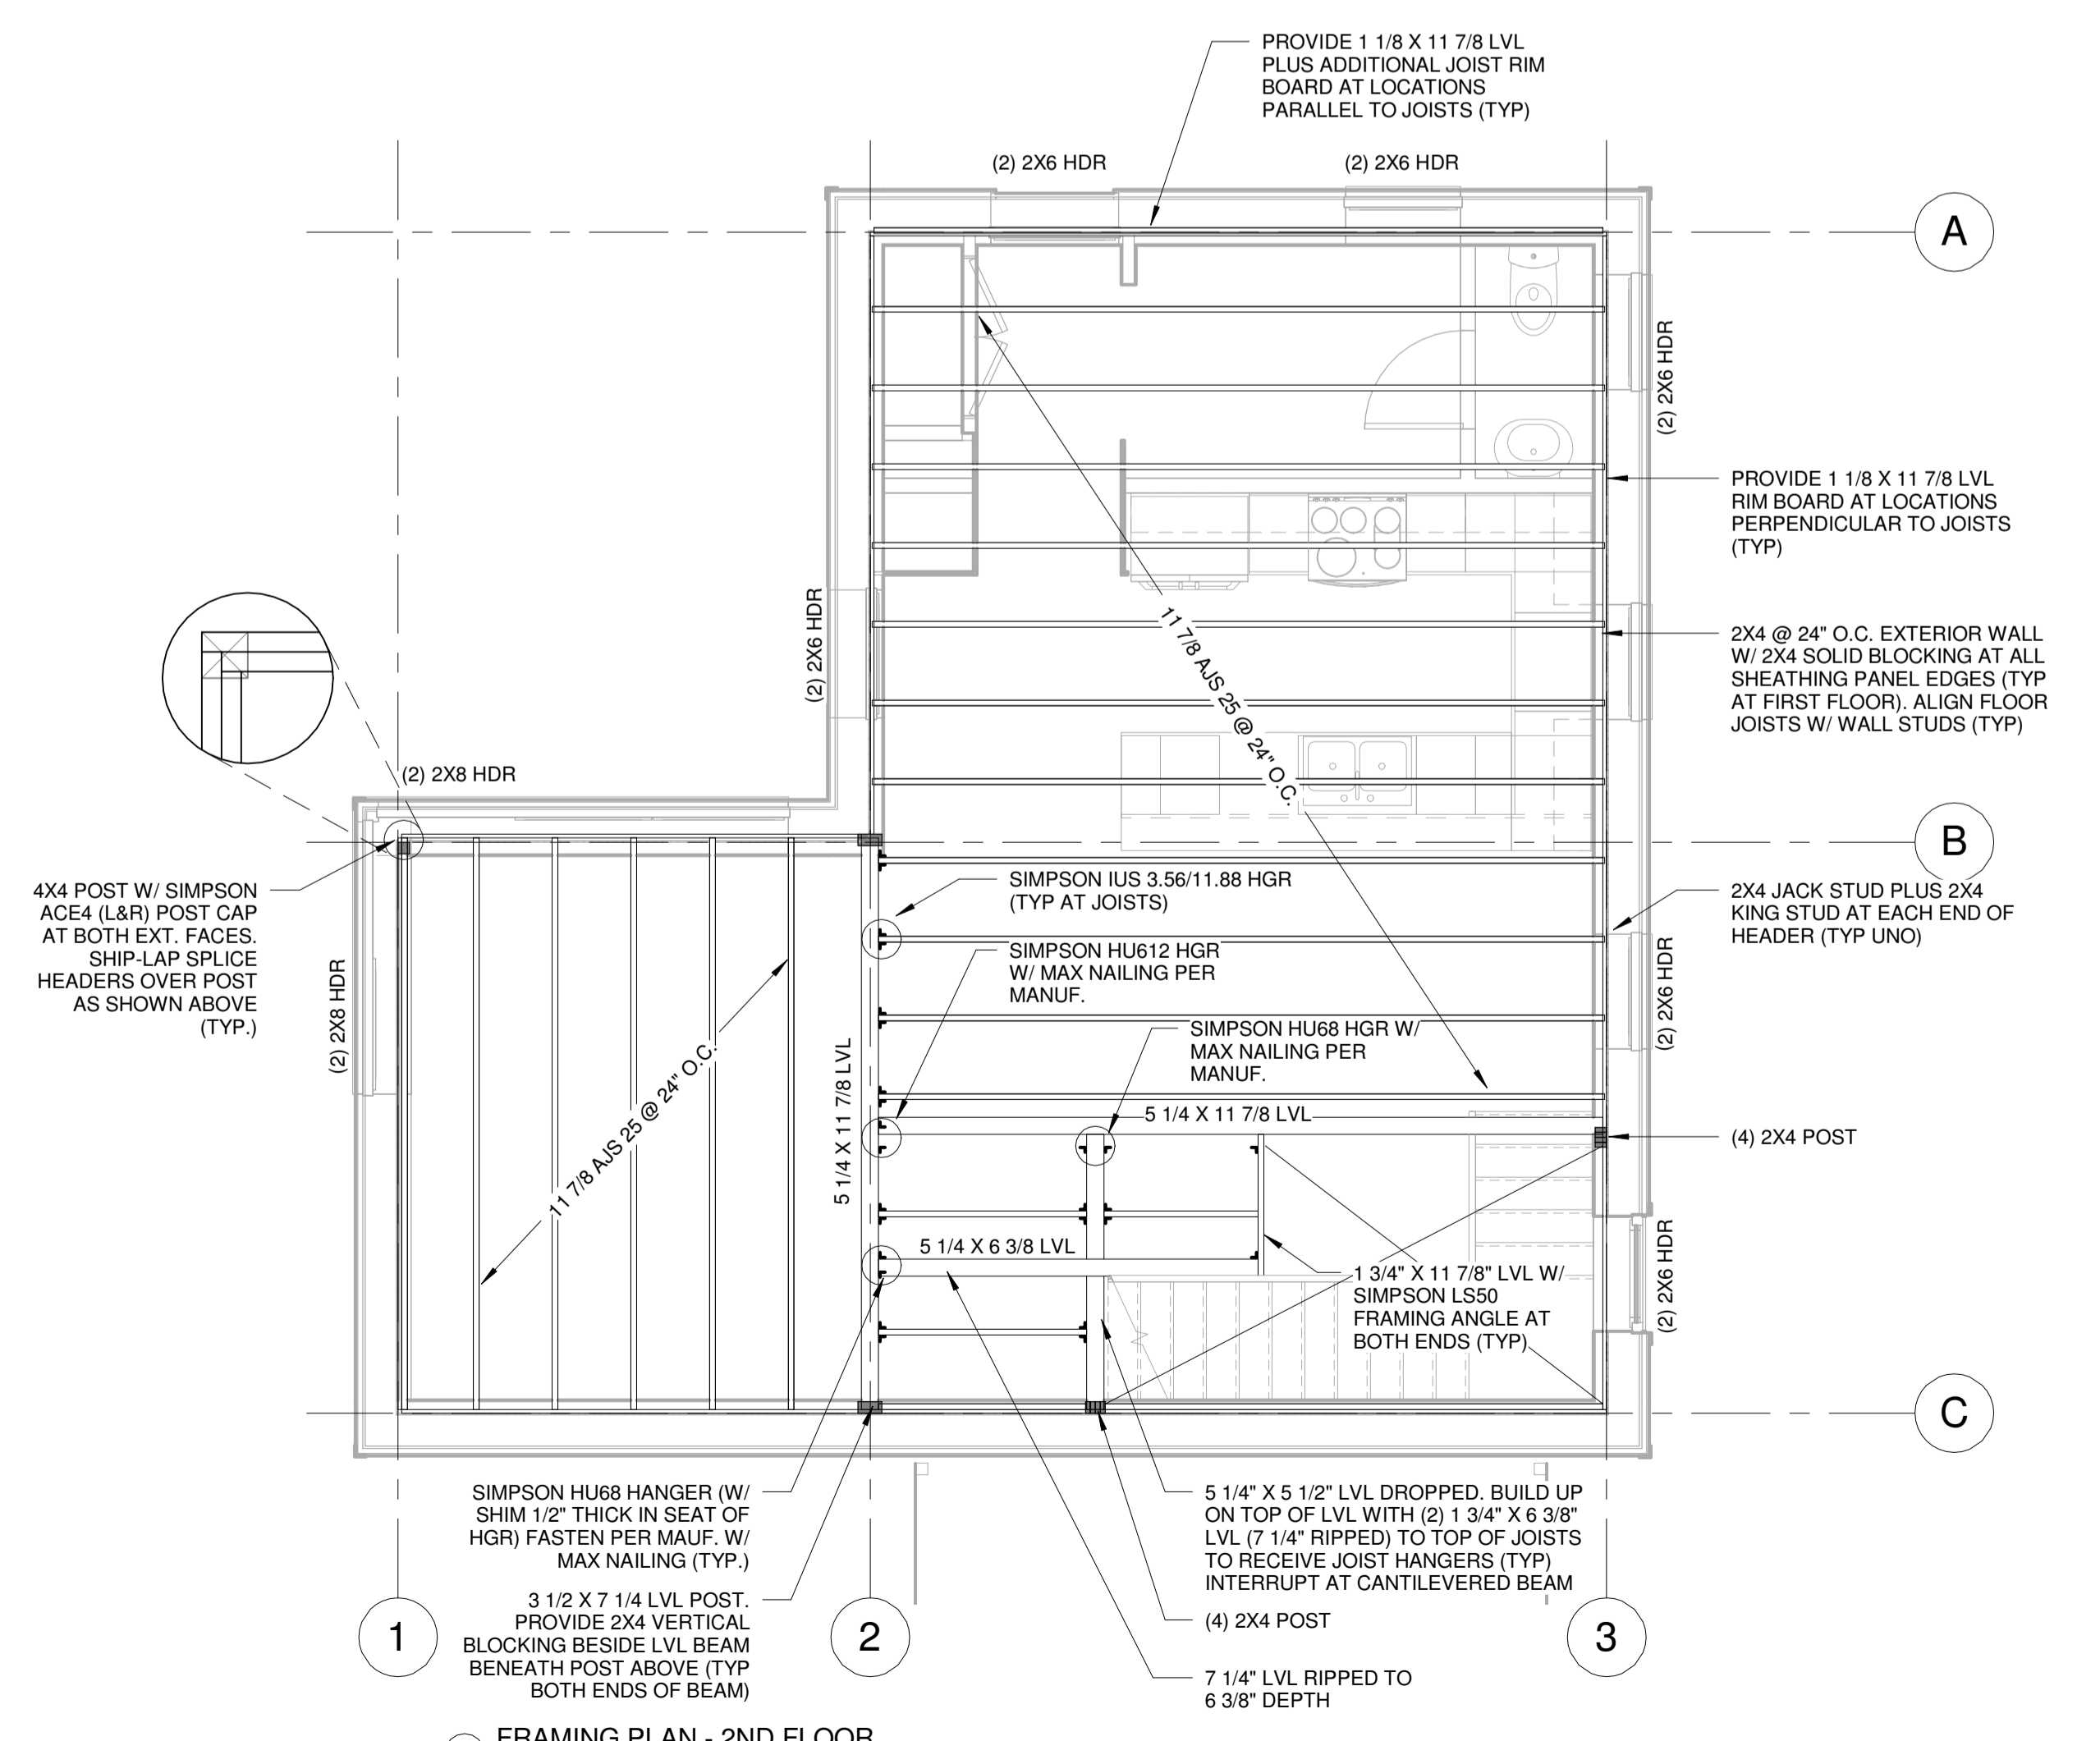 PROVIDE 1 1/8 X 11 7/8 LVL
PLUS ADDITIONAL JOIST RIM
BOARD AT LOCATIONS
PARALLEL TO JOISTS (TYP)
(2) 2X6 HDR
(2) 2X6 HDR
A
(2) 2X6 HDR
PROVIDE 1 1/8 X 11 7/8 LVL
RIM BOARD AT LOCATIONS
PERPENDICULAR TO JOISTS
(TYP)
(2) 2X6 HDR
11 7/8 AJS 25 @ 24" O.C.
2X4 @ 24" O.C. EXTERIOR WALL
W/ 2X4 SOLID BLOCKING AT ALL
SHEATHING PANEL EDGES (TYP
AT FIRST FLOOR). ALIGN FLOOR
JOISTS W/ WALL STUDS (TYP)
(2) 2X8 HDR
B
4X4 POST W/ SIMPSON
ACE4 (L&R) POST CAP
AT BOTH EXT. FACES.
SHIP-LAP SPLICE
HEADERS OVER POST
AS SHOWN ABOVE
(TYP.)
(2) 2X8 HDR
SIMPSON IUS 3.56/11.88 HGR
(TYP AT JOISTS)
SIMPSON HU612 HGR
W/ MAX NAILING PER
MANUF.
SIMPSON HU68 HGR W/
MAX NAILING PER
MANUF.
2X4 JACK STUD PLUS 2X4
KING STUD AT EACH END OF
HEADER (TYP UNO)
(2) 2X6 HDR
11 7/8 AJS 25 @ 24" O.C.
5 1/4 X 11 7/8 LVL
5 1/4 X 11 7/8 LVL
(4) 2X4 POST
5 1/4 X 6 3/8 LVL
1 3/4" X 11 7/8" LVL W/
SIMPSON LS50
FRAMING ANGLE AT
BOTH ENDS (TYP)
(2) 2X6 HDR
C
SIMPSON HU68 HANGER (W/
SHIM 1/2" THICK IN SEAT OF
HGR) FASTEN PER MAUF. W/
MAX NAILING (TYP.)
3 1/2 X 7 1/4 LVL POST.
PROVIDE 2X4 VERTICAL
BLOCKING BESIDE LVL BEAM
BENEATH POST ABOVE (TYP
BOTH ENDS OF BEAM)
5 1/4" X 5 1/2" LVL DROPPED. BUILD UP
ON TOP OF LVL WITH (2) 1 3/4" X 6 3/8"
LVL (7 1/4" RIPPED) TO TOP OF JOISTS
TO RECEIVE JOIST HANGERS (TYP)
INTERRUPT AT CANTILEVERED BEAM
(4) 2X4 POST
7 1/4" LVL RIPPED TO
6 3/8" DEPTH
1
2
3
FRAMING PLAN - 2ND FLOOR